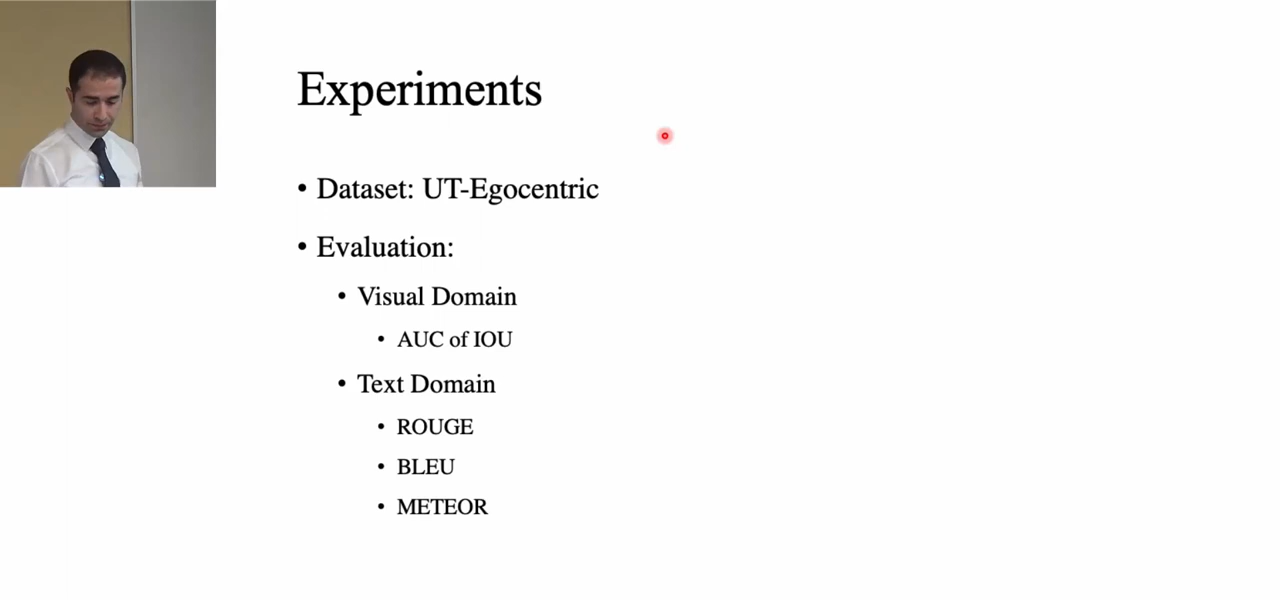 Experiments
• Dataset: UT-Egocentric
• Evaluation:
• Visual Domain
• AUC of IOU
• Text Domain
• ROUGE
• BLEU
• METEOR